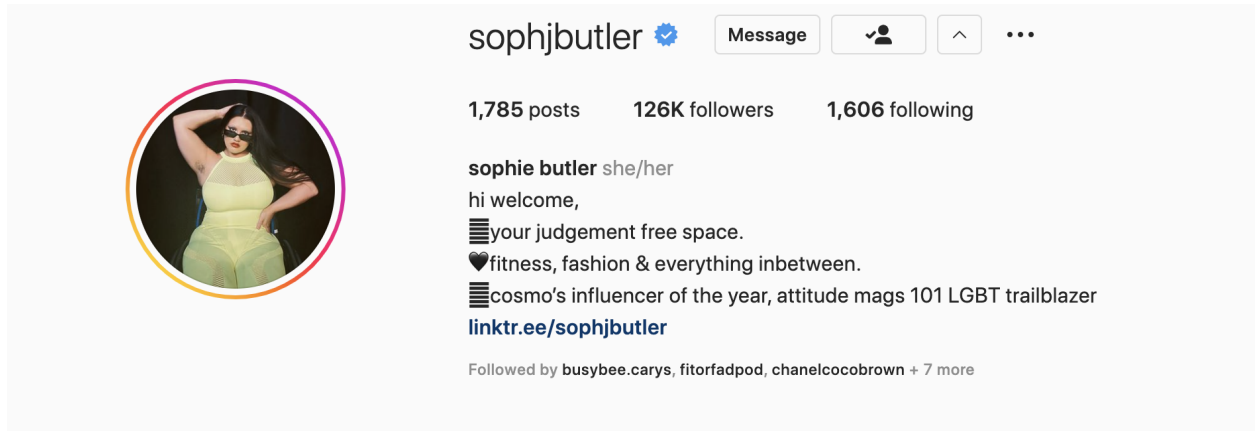 sophjbutler
Message
1,785 posts 126K followers 1,606 following
sophie butler she/her
hi welcome,
𝌆your judgement free space.
🖤fitness, fashion & everything inbetween.
𝌆cosmo’s influencer of the year, attitude mags 101 LGBT trailblazer
linktr.ee/sophjbutler
Followed by busybee.carys, fitorfadpod, chanelcocobrown + 7 more